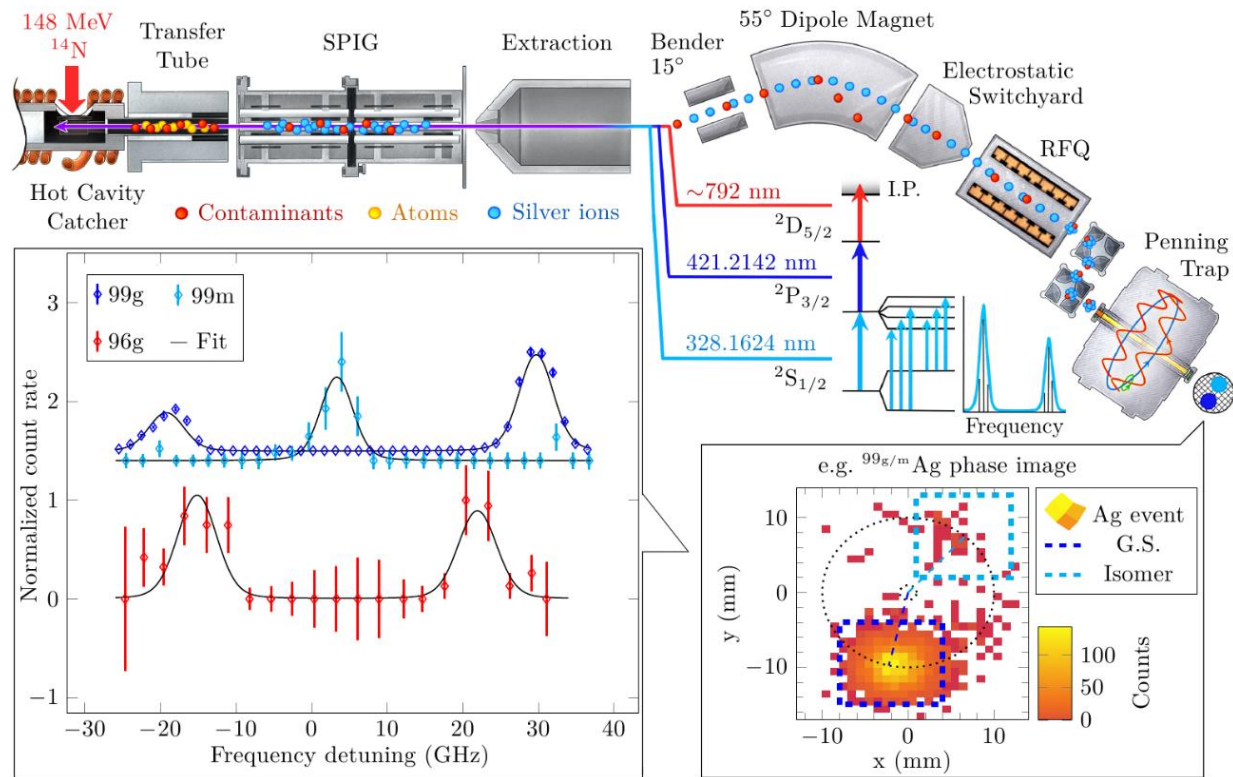 148 MeV
¹⁴N
Transfer
Tube
SPIG
Extraction
Bender
15°
55° Dipole Magnet
Electrostatic
Switchyard
RFQ
Penning
Trap
Hot Cavity
Catcher
Contaminants
Atoms
Silver ions
~792 nm
I.P.
²D₅/₂
421.2142 nm
²P₃/₂
328.1624 nm
²S₁/₂
Frequency
99g
99m
96g
Fit
Normalized count rate
3
2
1
0
−1
−30
−20
−10
0
10
20
30
40
Frequency detuning (GHz)
e.g. ⁹⁹ᵍ/ᵐAg phase image
y (mm)
10
0
−10
−10
0
10
x (mm)
Ag event
G.S.
Isomer
100
50
0
Counts